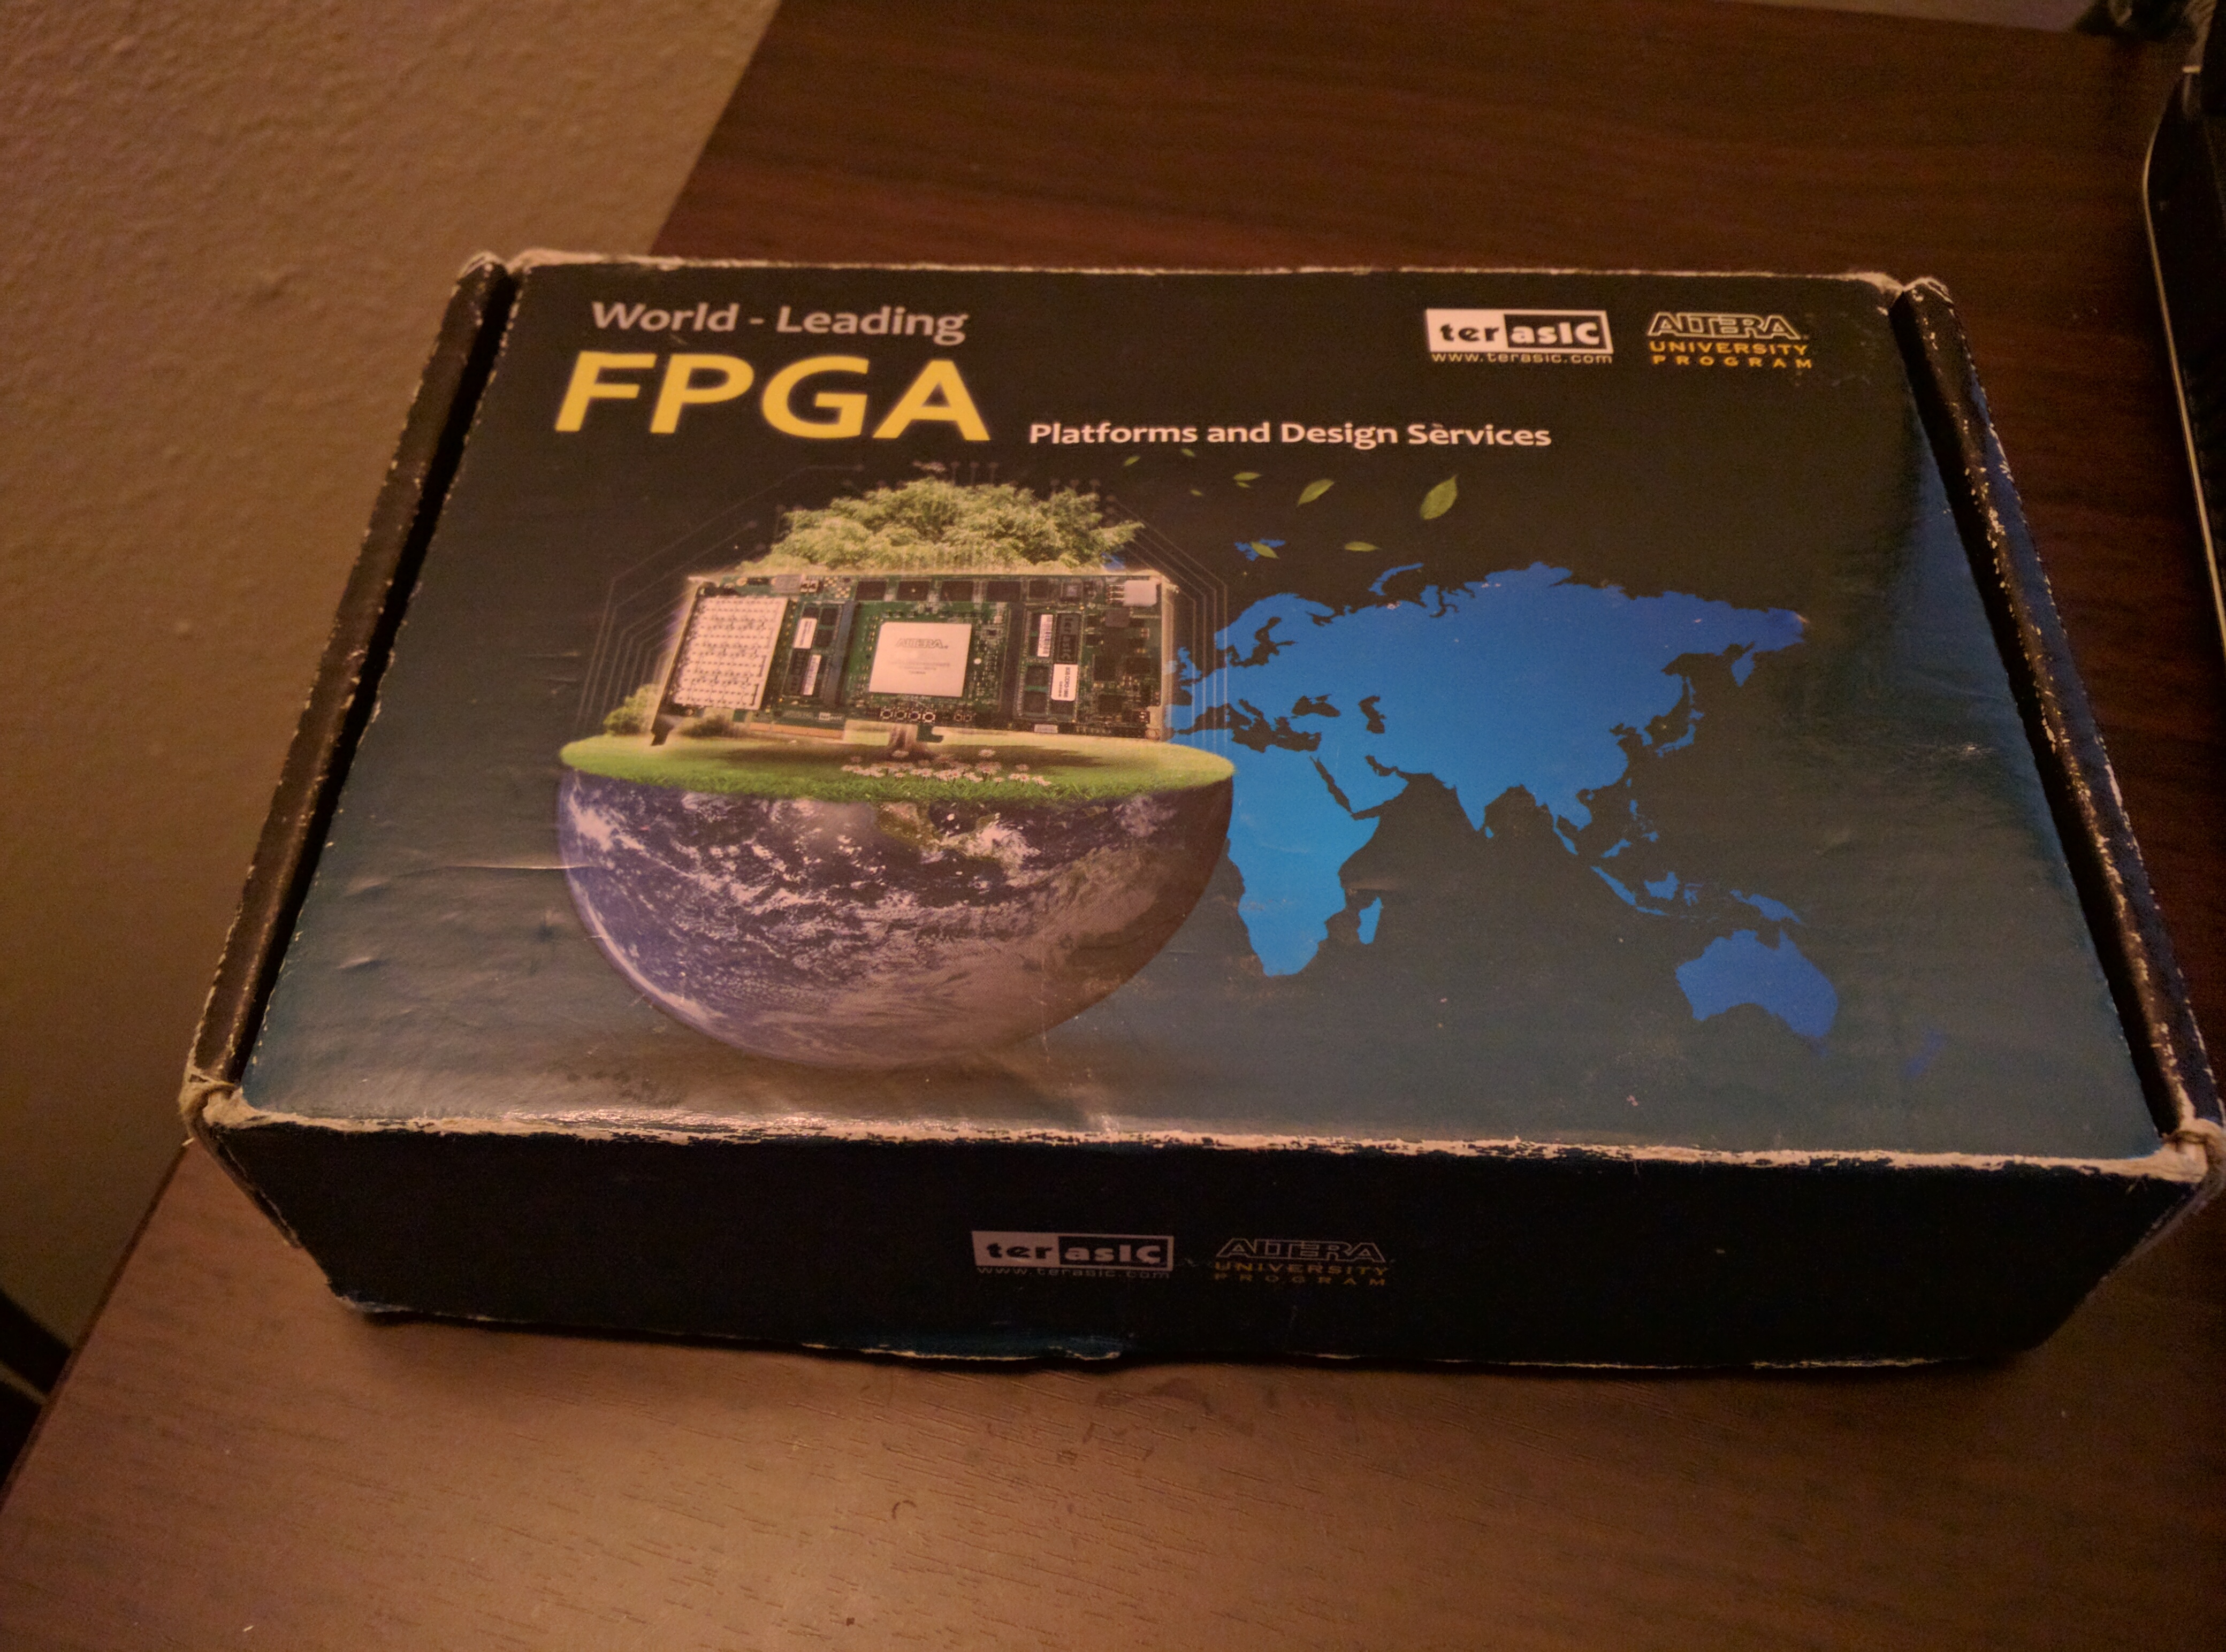 World - Leading
FPGA
Platforms and Design Services
terasIC
www.terasic.com
ALTERA
UNIVERSITY
PROGRAM
ALTERA
terasIC
www.terasic.com
ALTERA
UNIVERSITY
PROGRAM